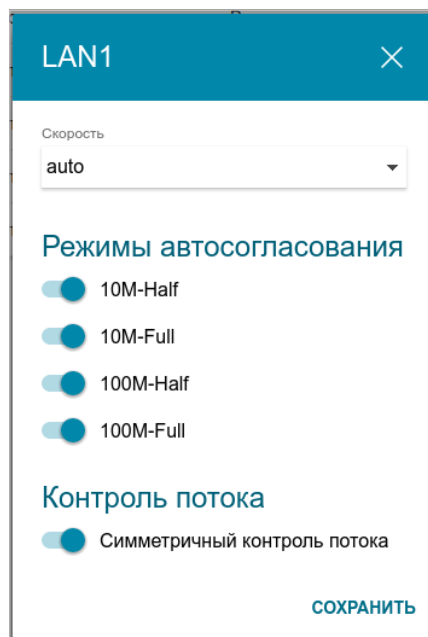 LAN1
Скорость
auto
Режимы автосогласования
10M-Half
10M-Full
100M-Half
100M-Full
Контроль потока
Симметричный контроль потока
СОХРАНИТЬ